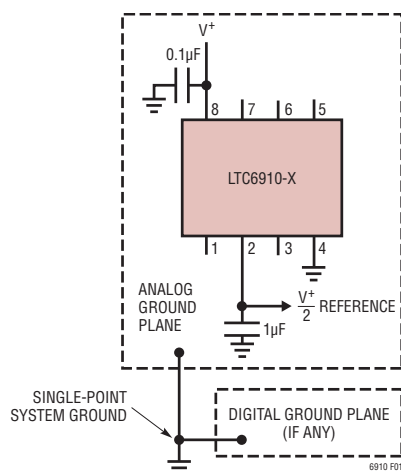 V+
0.1µF
8 7 6 5
LTC6910-X
1 2 3 4
ANALOG
GROUND
PLANE
V+
2
REFERENCE
1µF
SINGLE-POINT
SYSTEM GROUND
DIGITAL GROUND PLANE
(IF ANY)
6910 F01